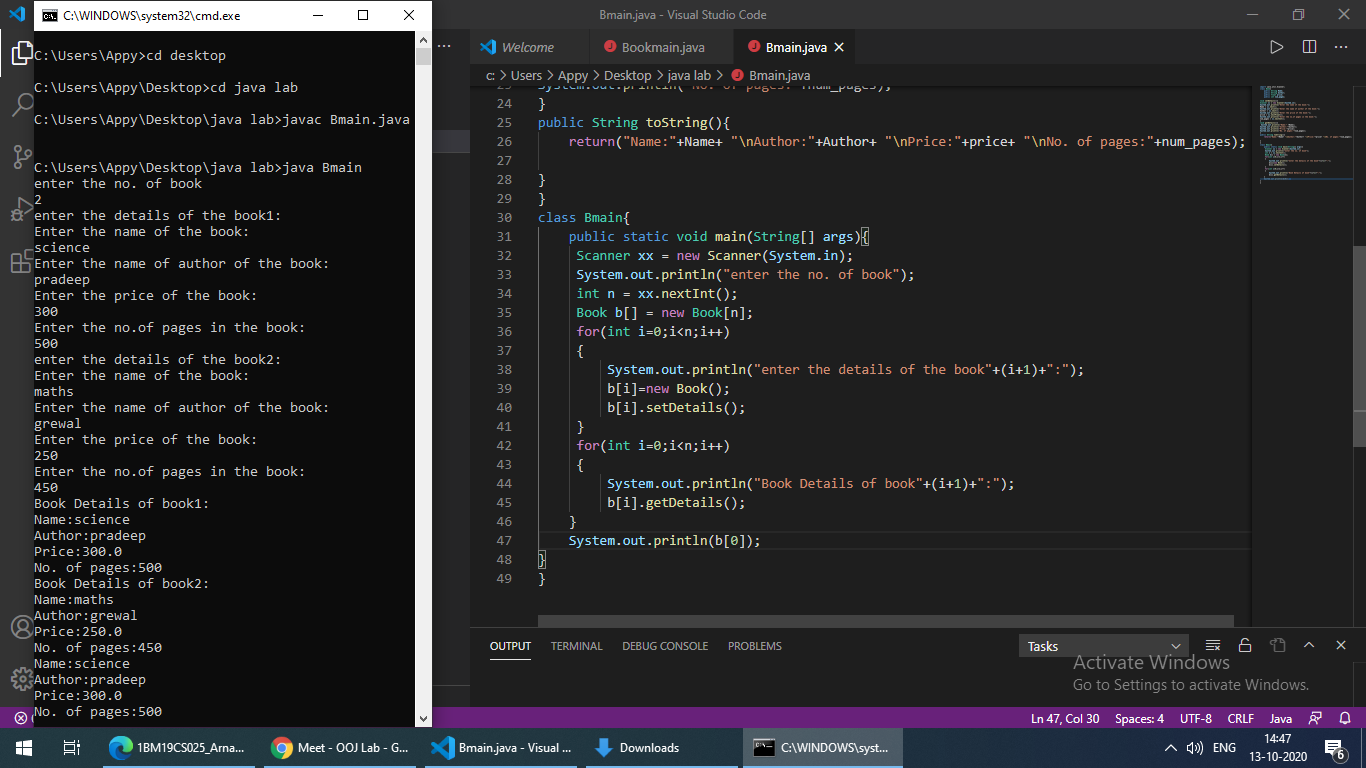 C:\WINDOWS\system32\cmd.exe
C:\Users\Appy>cd desktop
C:\Users\Appy\Desktop>cd java lab
C:\Users\Appy\Desktop\java lab>javac Bmain.java
C:\Users\Appy\Desktop\java lab>java Bmain
enter the no. of book
2
enter the details of the book1:
Enter the name of the book:
science
Enter the name of author of the book:
pradeep
Enter the price of the book:
300
Enter the no.of pages in the book:
500
enter the details of the book2:
Enter the name of the book:
maths
Enter the name of author of the book:
grewal
Enter the price of the book:
250
Enter the no.of pages in the book:
450
Book Details of book1:
Name:science
Author:pradeep
Price:300.0
No. of pages:500
Book Details of book2:
Name:maths
Author:grewal
Price:250.0
No. of pages:450
Name:science
Author:pradeep
Price:300.0
No. of pages:500
Bmain.java - Visual Studio Code
Welcome Bookmain.java Bmain.java
c: > Users > Appy > Desktop > java lab > Bmain.java
23 System.out.println("No. of pages:"+num_pages);
24 }
25 public String toString(){
26 return("Name:"+Name+ "\nAuthor:"+Author+ "\nPrice:"+price+ "\nNo. of pages:"+num_pages);
27
28 }
29 }
30 class Bmain{
31 public static void main(String[] args){
32 Scanner xx = new Scanner(System.in);
33 System.out.println("enter the no. of book");
34 int n = xx.nextInt();
35 Book b[] = new Book[n];
36 for(int i=0;i<n;i++)
37 {
38 System.out.println("enter the details of the book"+(i+1)+":");
39 b[i]=new Book();
40 b[i].setDetails();
41 }
42 for(int i=0;i<n;i++)
43 {
44 System.out.println("Book Details of book"+(i+1)+":");
45 b[i].getDetails();
46 }
47 System.out.println(b[0]);
48 }
49 }
OUTPUT TERMINAL DEBUG CONSOLE PROBLEMS Tasks
Activate Windows
Go to Settings to activate Windows.
Ln 47, Col 30 Spaces: 4 UTF-8 CRLF Java
1BM19CS025_Arna... Meet - OOJ Lab - G... Bmain.java - Visual ... Downloads C:\WINDOWS\syst... ENG 14:47
13-10-2020 6